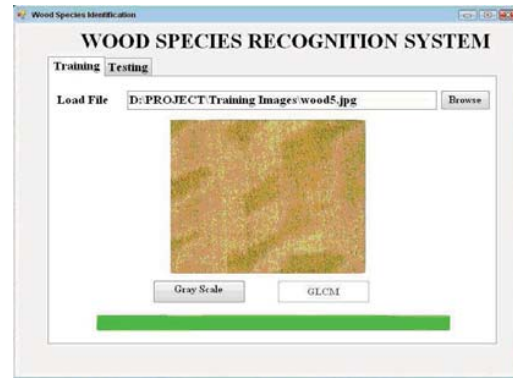 Wood Species Identification
WOOD SPECIES RECOGNITION SYSTEM
Training Testing
Load File D:\PROJECT\Training Images\wood5.jpg Browse
Gray Scale GLCM